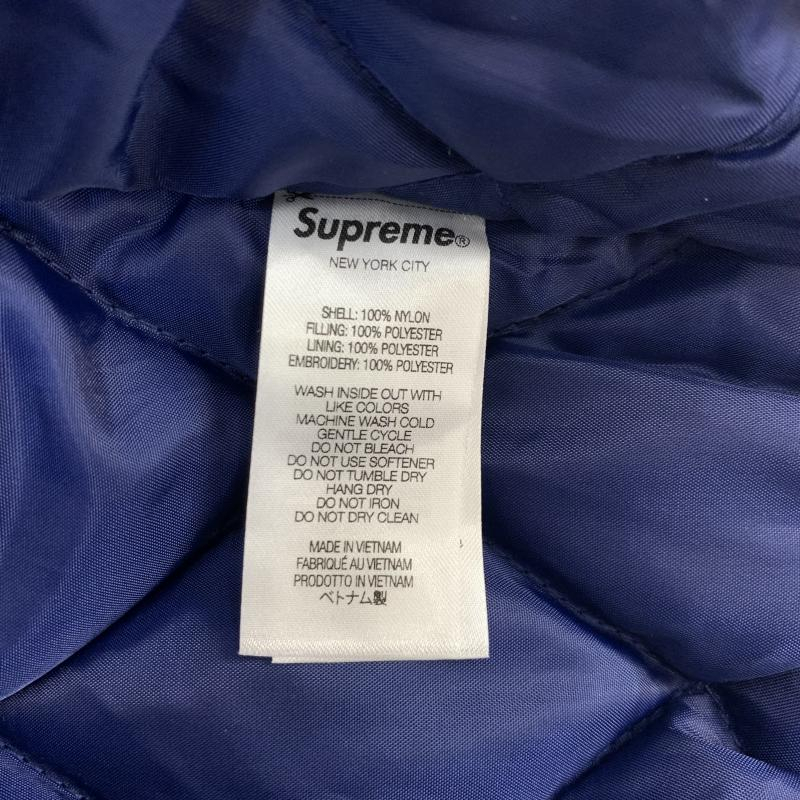 Supreme®
NEW YORK CITY
SHELL: 100% NYLON
FILLING: 100% POLYESTER
LINING: 100% POLYESTER
EMBROIDERY: 100% POLYESTER
WASH INSIDE OUT WITH
LIKE COLORS
MACHINE WASH COLD
GENTLE CYCLE
DO NOT BLEACH
DO NOT USE SOFTENER
DO NOT TUMBLE DRY
HANG DRY
DO NOT IRON
DO NOT DRY CLEAN
MADE IN VIETNAM
FABRIQUÉ AU VIETNAM
PRODOTTO IN VIETNAM
ベトナム製